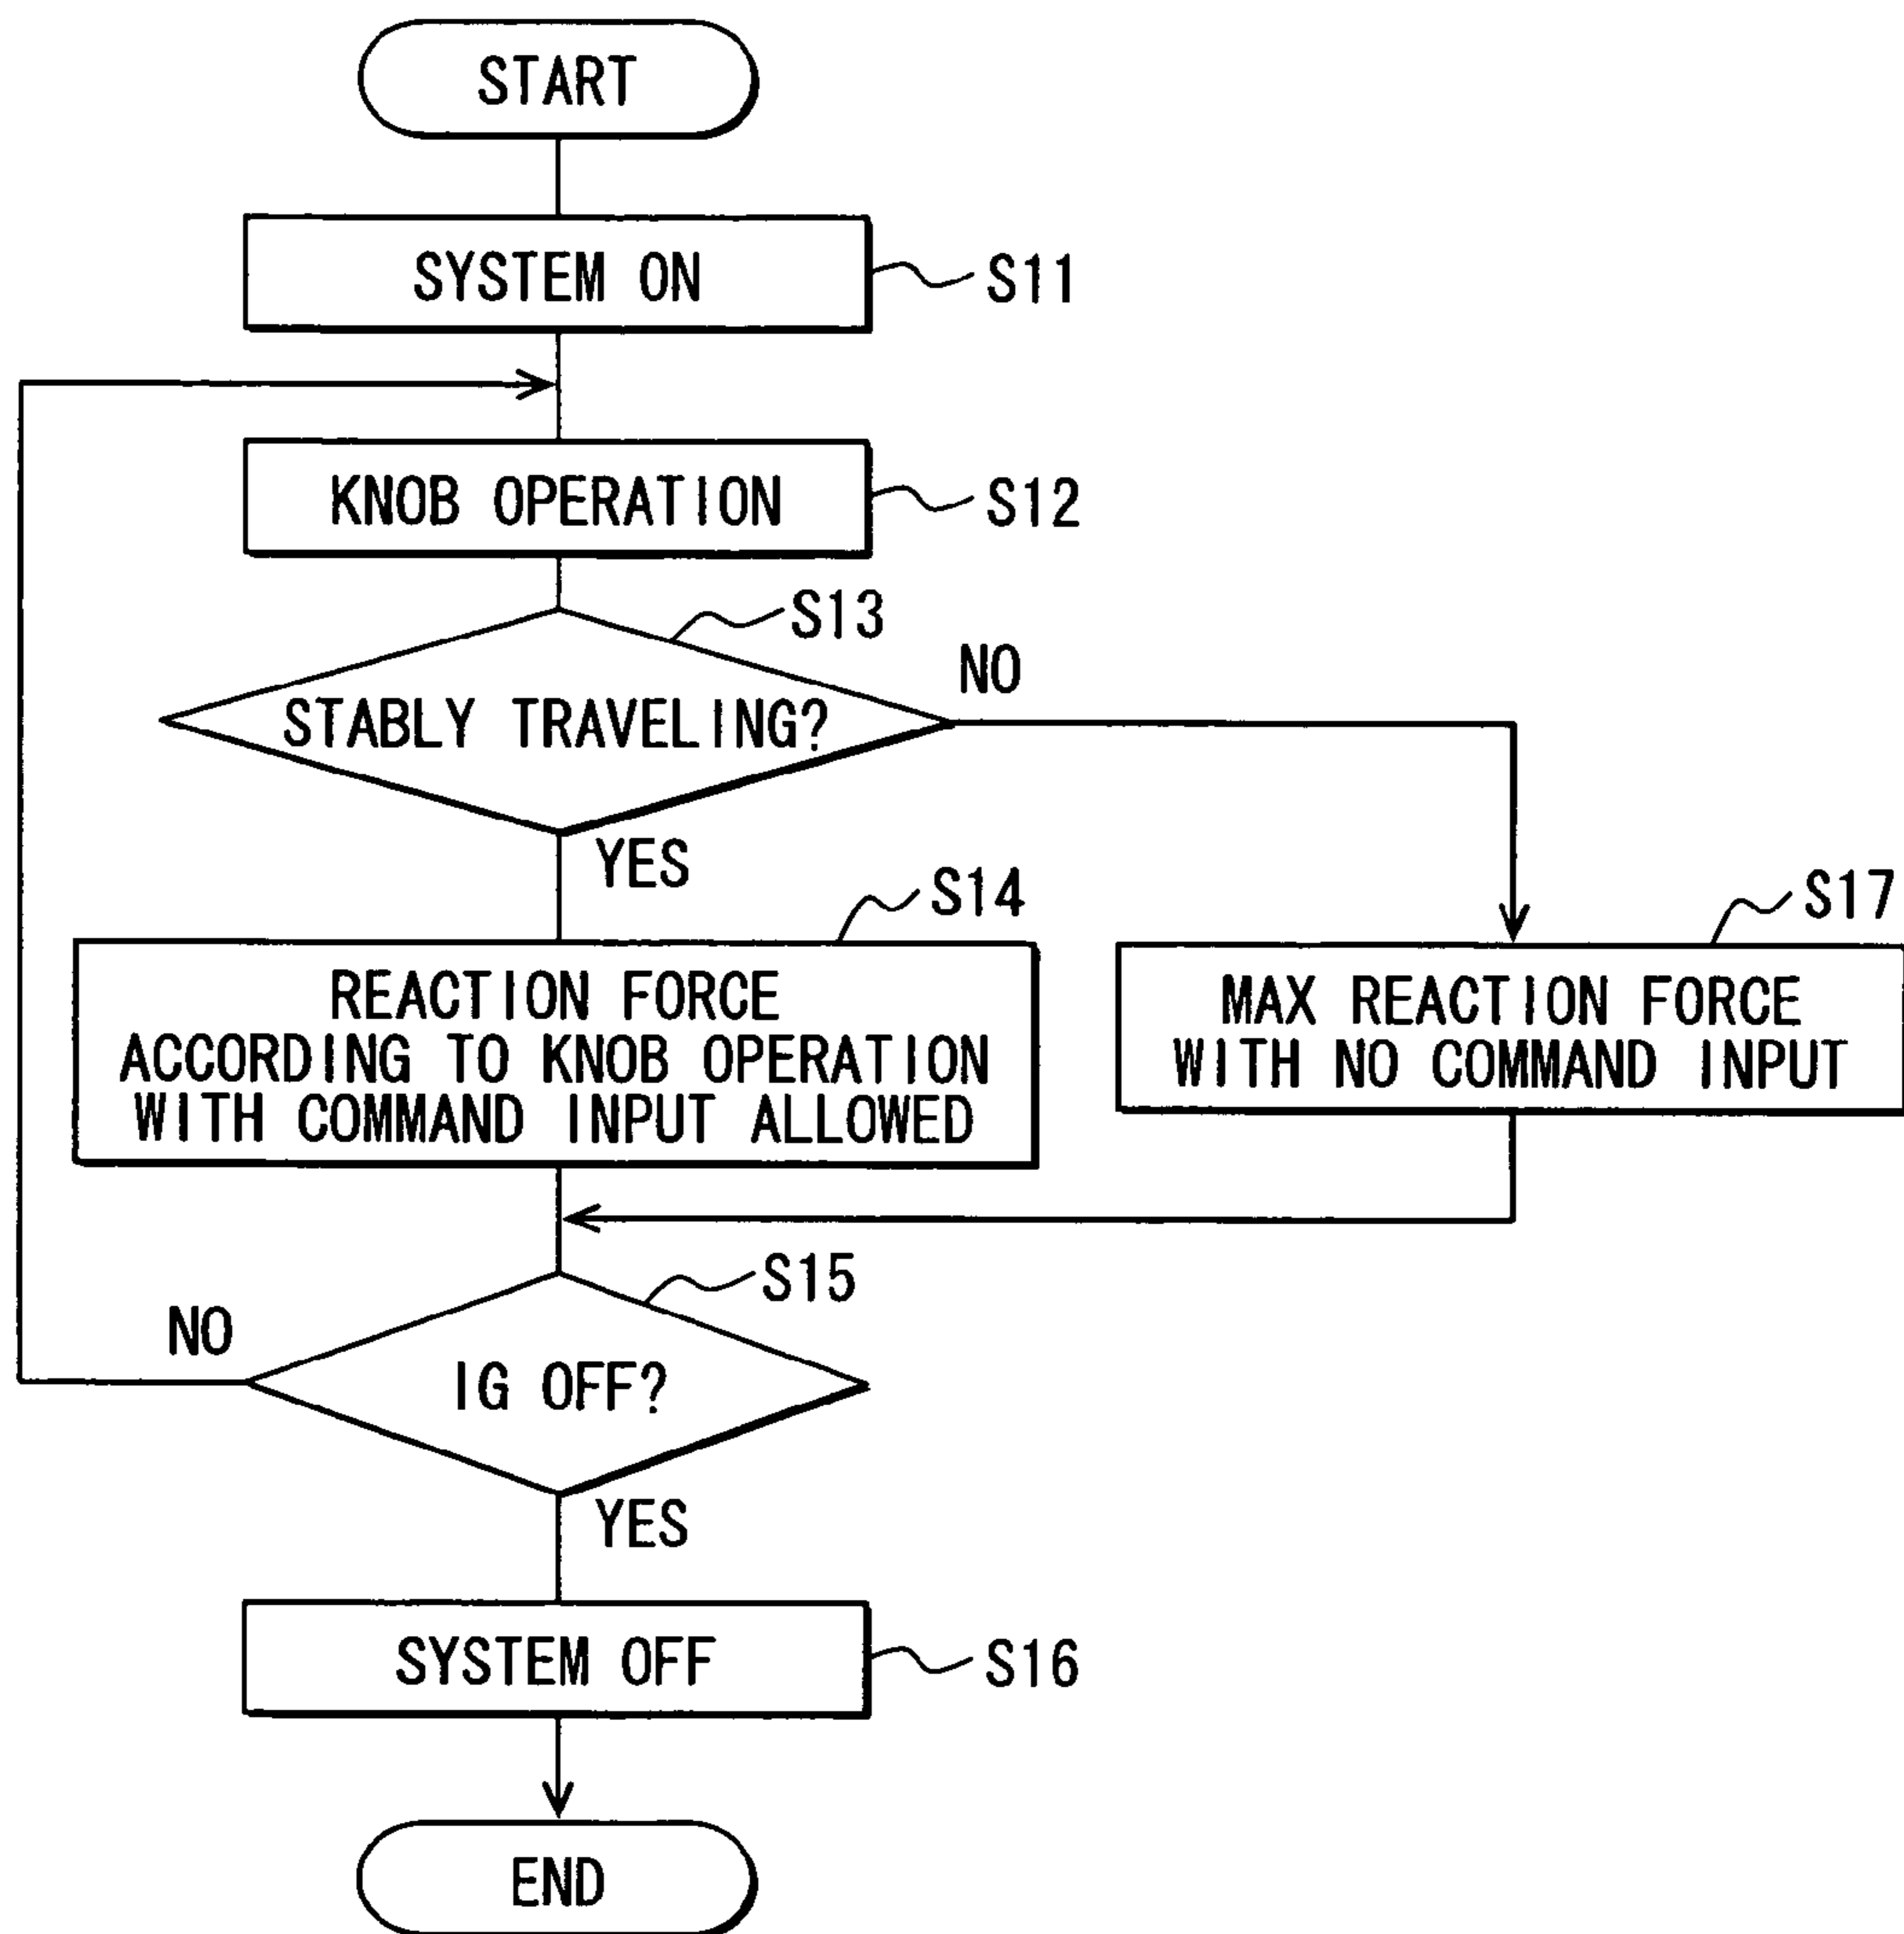 START
SYSTEM ON
S11
KNOB OPERATION
S12
S13
STABLY TRAVELING?
NO
YES
S14
REACTION FORCE
ACCORDING TO KNOB OPERATION
WITH COMMAND INPUT ALLOWED
S17
MAX REACTION FORCE
WITH NO COMMAND INPUT
S15
NO
IG OFF?
YES
SYSTEM OFF
S16
END